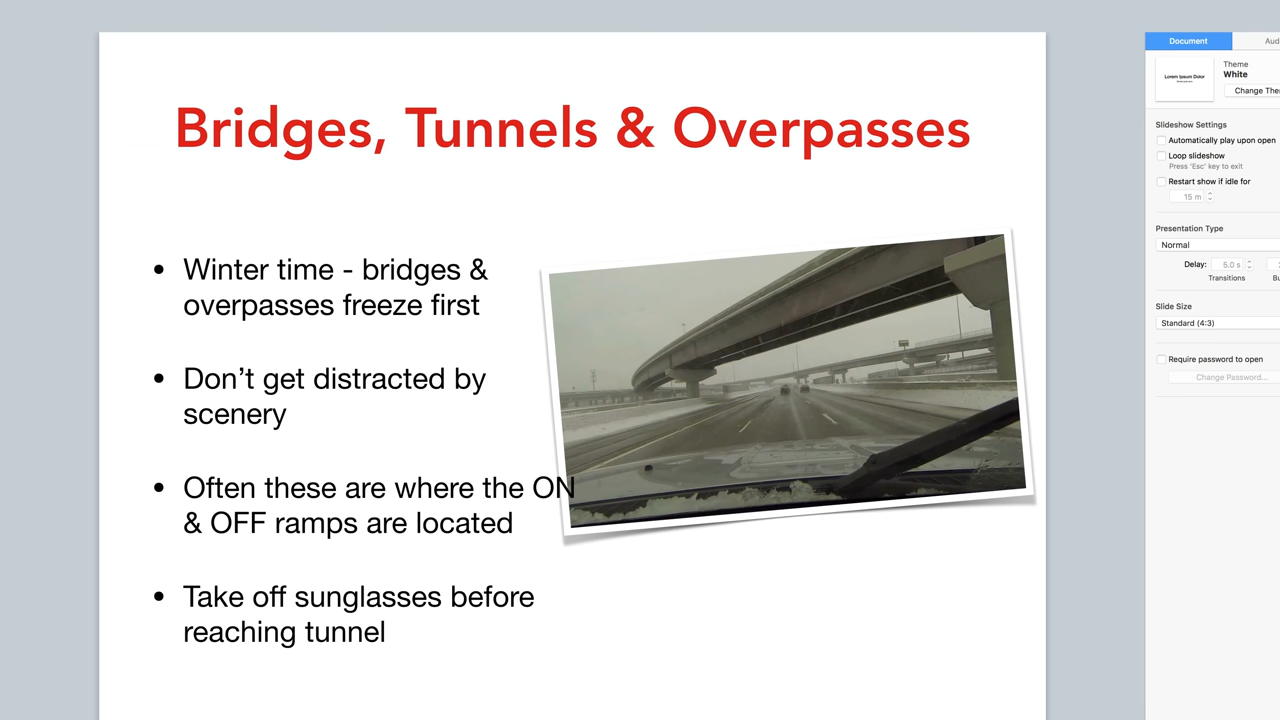 Bridges, Tunnels & Overpasses
• Winter time - bridges &
overpasses freeze first
• Don’t get distracted by
scenery
• Often these are where the ON
& OFF ramps are located
• Take off sunglasses before
reaching tunnel
Document
Lorem Ipsum Dolor
Theme
White
Slideshow Settings
Automatically play upon open
Loop slideshow
Press 'Esc' key to exit
Restart show if idle for
15 m
Presentation Type
Normal
Delay: 5.0 s
Transitions
Slide Size
Standard (4:3)
Require password to open
Change Password...